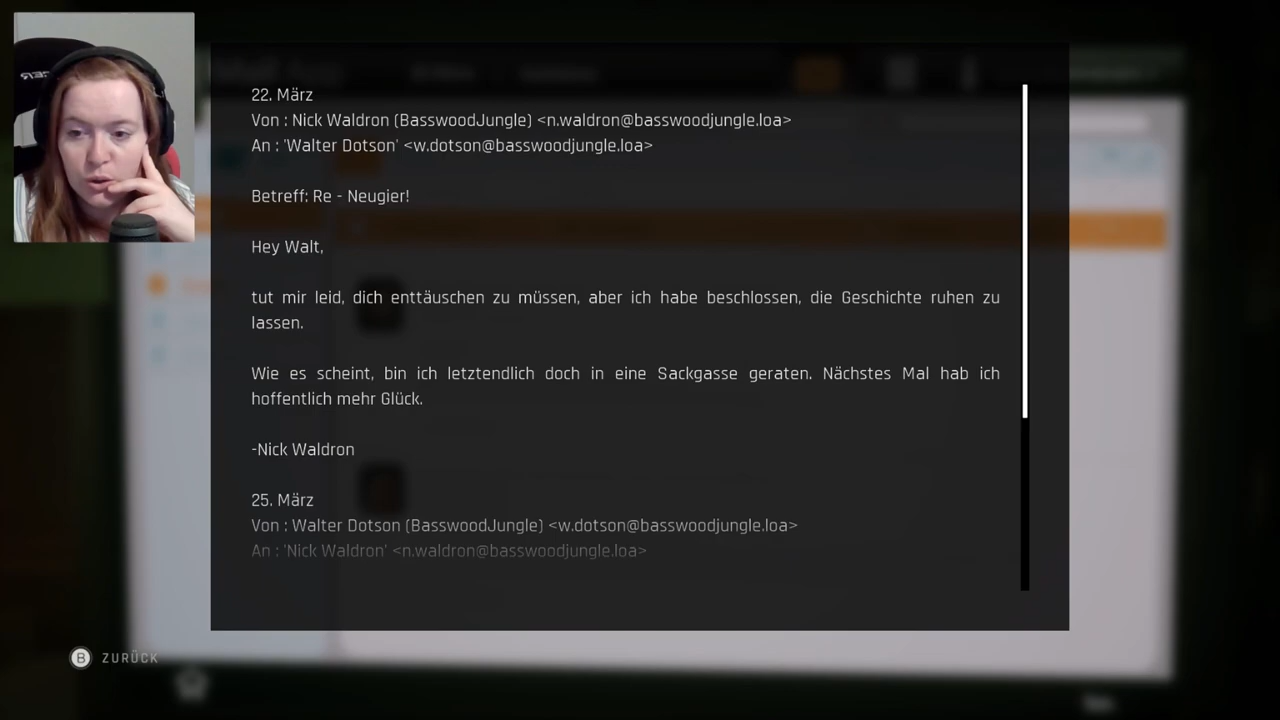 22. März
Von : Nick Waldron (BasswoodJungle) <n.waldron@basswoodjungle.loa>
An : 'Walter Dotson' <w.dotson@basswoodjungle.loa>
Betreff: Re - Neugier!
Hey Walt,
tut mir leid, dich enttäuschen zu müssen, aber ich habe beschlossen, die Geschichte ruhen zu
lassen.
Wie es scheint, bin ich letztendlich doch in eine Sackgasse geraten. Nächstes Mal hab ich
hoffentlich mehr Glück.
-Nick Waldron
25. März
Von : Walter Dotson (BasswoodJungle) <w.dotson@basswoodjungle.loa>
An : 'Nick Waldron' <n.waldron@basswoodjungle.loa>
B ZURÜCK